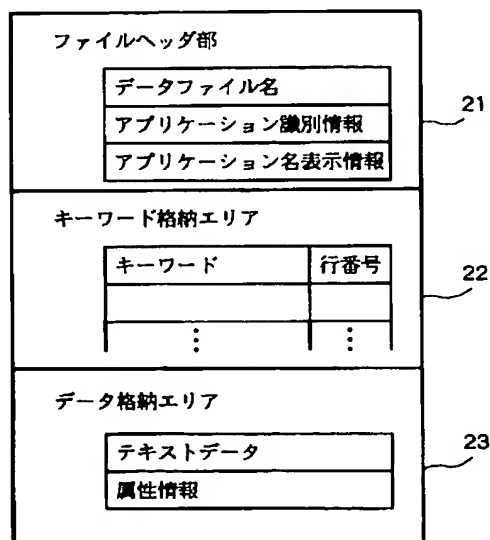 ファイルヘッダ部
データファイル名
アプリケーション識別情報
アプリケーション名表示情報
21
キーワード格納エリア
キーワード 行番号
22
データ格納エリア
テキストデータ
属性情報
23